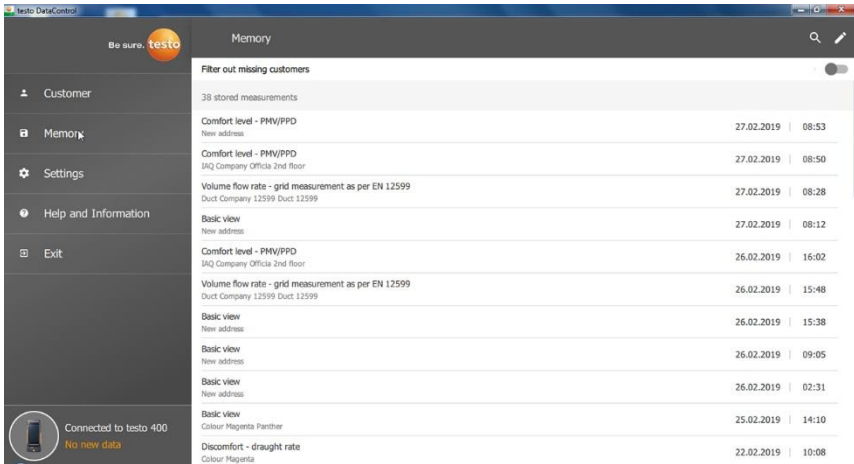 testo DataControl
Be sure. testo
Customer
Memory
Settings
Help and Information
Exit
Connected to testo 400
No new data
Memory
Filter out missing customers
38 stored measurements
Comfort level - PMV/PPD
New address
27.02.2019 | 08:53
Comfort level - PMV/PPD
IAQ Company Officia 2nd floor
27.02.2019 | 08:50
Volume flow rate - grid measurement as per EN 12599
Duct Company 12599 Duct 12599
27.02.2019 | 08:28
Basic view
New address
27.02.2019 | 08:12
Comfort level - PMV/PPD
IAQ Company Officia 2nd floor
26.02.2019 | 16:02
Volume flow rate - grid measurement as per EN 12599
Duct Company 12599 Duct 12599
26.02.2019 | 15:48
Basic view
New address
26.02.2019 | 15:38
Basic view
New address
26.02.2019 | 09:05
Basic view
New address
26.02.2019 | 02:31
Basic view
Colour Magenta Panther
25.02.2019 | 14:10
Discomfort - draught rate
Colour Magenta
22.02.2019 | 10:08